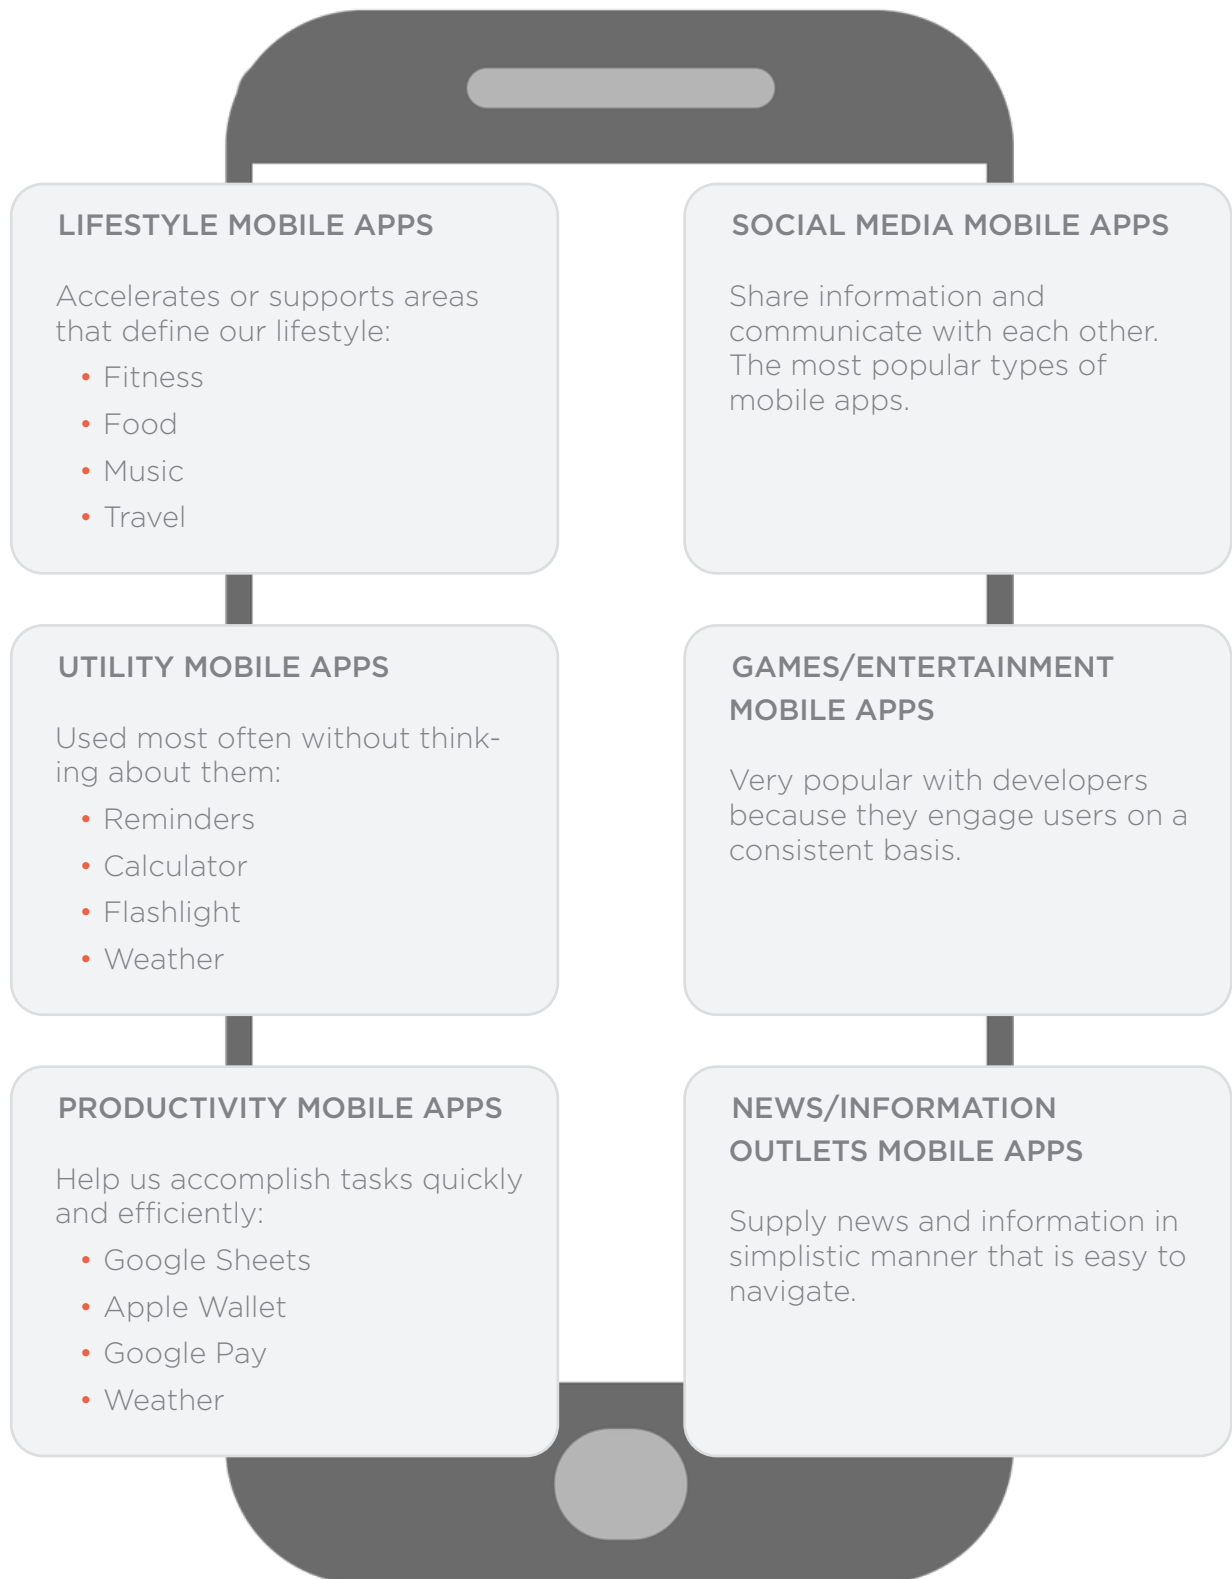 LIFESTYLE MOBILE APPS
Accelerates or supports areas
that define our lifestyle:
• Fitness
• Food
• Music
• Travel
SOCIAL MEDIA MOBILE APPS
Share information and
communicate with each other.
The most popular types of
mobile apps.
UTILITY MOBILE APPS
Used most often without think-
ing about them:
• Reminders
• Calculator
• Flashlight
• Weather
GAMES/ENTERTAINMENT
MOBILE APPS
Very popular with developers
because they engage users on a
consistent basis.
PRODUCTIVITY MOBILE APPS
Help us accomplish tasks quickly
and efficiently:
• Google Sheets
• Apple Wallet
• Google Pay
• Weather
NEWS/INFORMATION
OUTLETS MOBILE APPS
Supply news and information in
simplistic manner that is easy to
navigate.